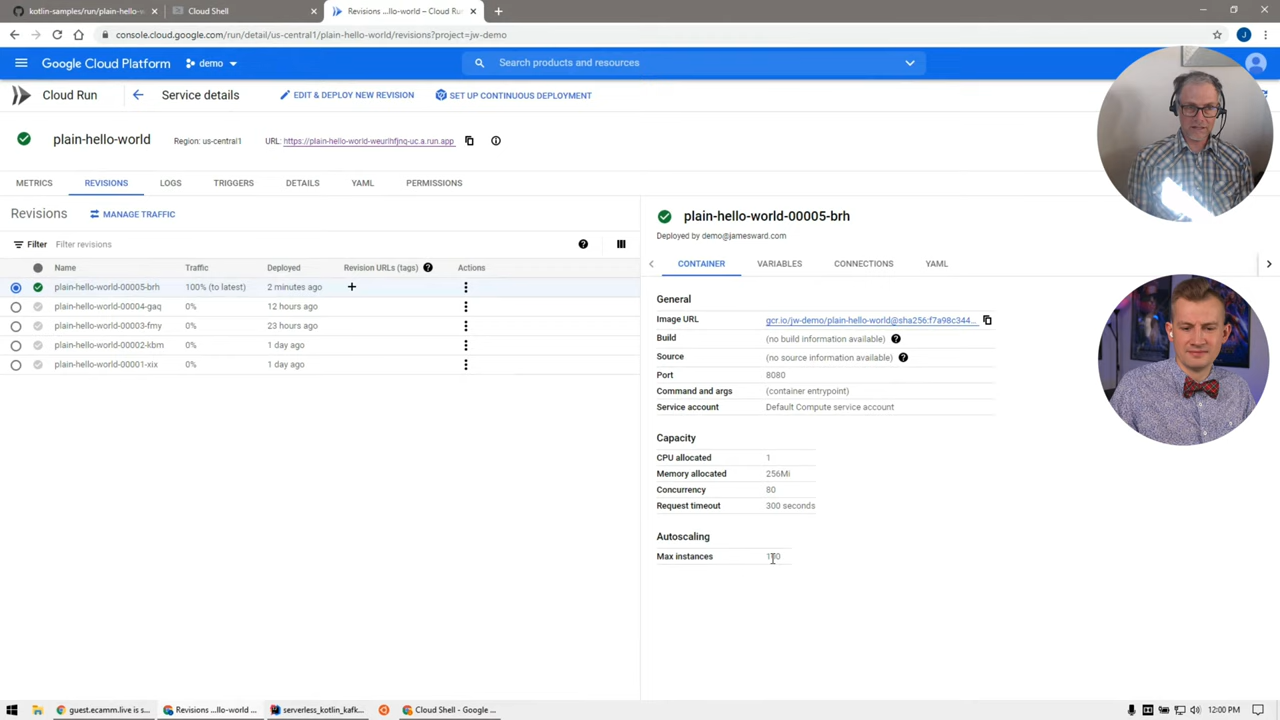 kotlin-samples/run/plain-hello-w
Cloud Shell
Revisions ...llo-world – Cloud Ru
console.cloud.google.com/run/detail/us-central1/plain-hello-world/revisions?project=jw-demo
J
Google Cloud Platform
demo
Search products and resources
Cloud Run
Service details
EDIT & DEPLOY NEW REVISION
SET UP CONTINUOUS DEPLOYMENT
plain-hello-world
Region: us-central1
URL: https://plain-hello-world-weurlhfjnq-uc.a.run.app
METRICS
REVISIONS
LOGS
TRIGGERS
DETAILS
YAML
PERMISSIONS
Revisions
MANAGE TRAFFIC
Filter
Filter revisions
Name Traffic Deployed Revision URLs (tags) Actions
plain-hello-world-00005-brh 100% (to latest) 2 minutes ago
plain-hello-world-00004-gaq 0% 12 hours ago
plain-hello-world-00003-fmy 0% 23 hours ago
plain-hello-world-00002-kbm 0% 1 day ago
plain-hello-world-00001-xix 0% 1 day ago
plain-hello-world-00005-brh
Deployed by demo@jamesward.com
CONTAINER
VARIABLES
CONNECTIONS
YAML
General
Image URL gcr.io/jw-demo/plain-hello-world@sha256:f7a98c344...
Build (no build information available)
Source (no source information available)
Port 8080
Command and args (container entrypoint)
Service account Default Compute service account
Capacity
CPU allocated 1
Memory allocated 256Mi
Concurrency 80
Request timeout 300 seconds
Autoscaling
Max instances
guest.ecamm.live is s...
Revisions ...llo-world ...
serverless_kotlin_kafk...
Cloud Shell - Google ...
12:00 PM